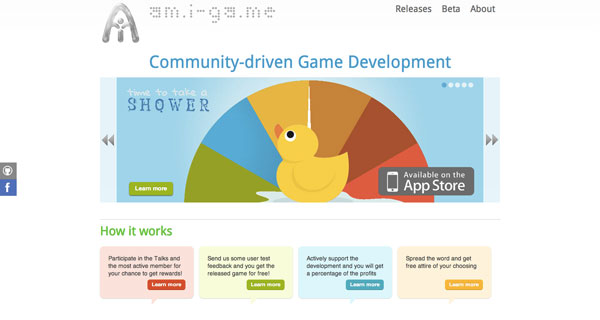 am.i-ga.me
Releases Beta About
Community-driven Game Development
time to take a
SHOWER
Learn more
Available on the
App Store
How it works
Participate in the Talks and
the most active member for
your chance to get rewards!
Learn more
Send us some user test
feedback and you get the
released game for free!
Learn more
Actively support the
development and you will get
a percentage of the profits
Learn more
Spread the word and get
free attire of your choosing
Learn more